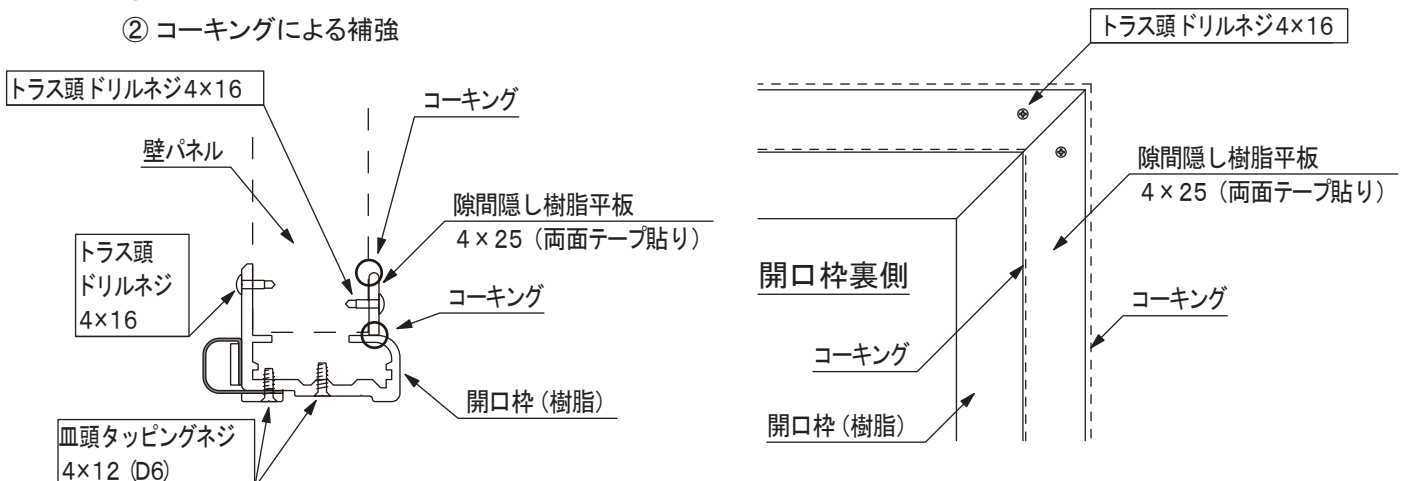 ② コーキングによる補強
トラス頭ドリルネジ4×16
コーキング
壁パネル
隙間隠し樹脂平板
4×25（両面テープ貼り）
トラス頭
ドリルネジ
4×16
コーキング
開口枠（樹脂）
皿頭タッピングネジ
4×12（D6）
トラス頭ドリルネジ4×16
隙間隠し樹脂平板
4×25（両面テープ貼り）
開口枠裏側
コーキング
コーキング
開口枠（樹脂）